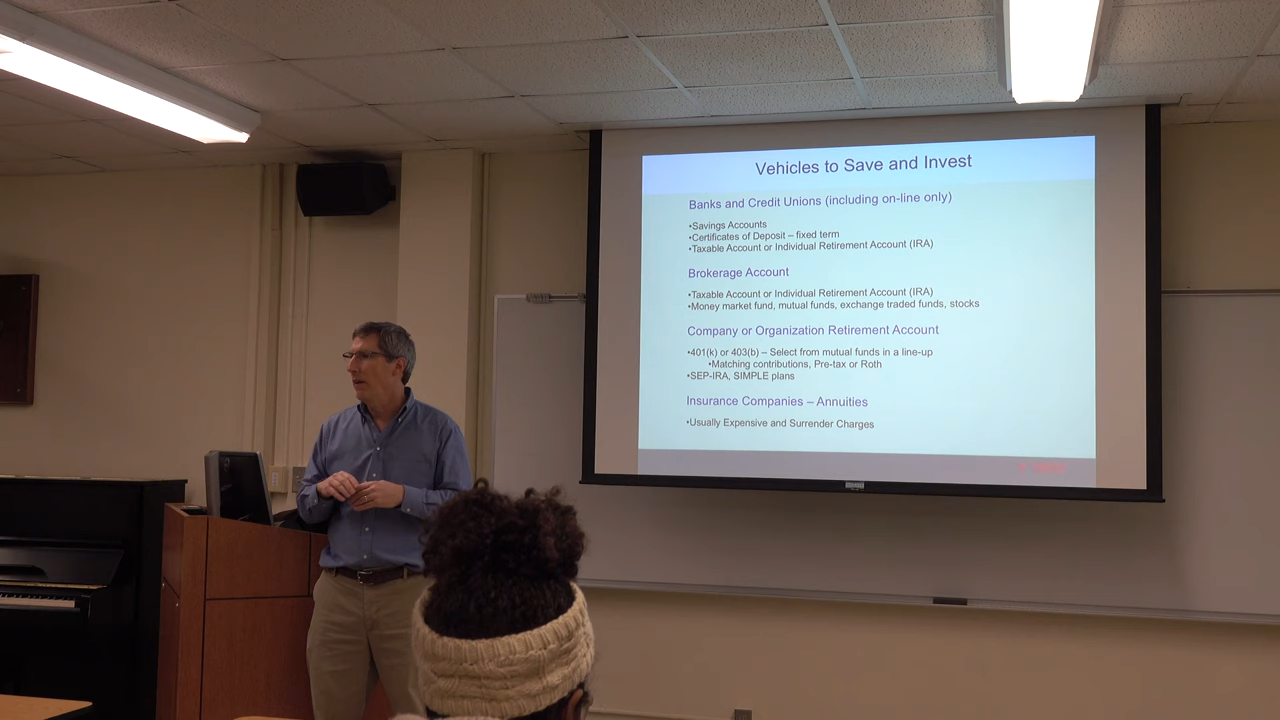 Vehicles to Save and Invest
Banks and Credit Unions (including on-line only)
•Savings Accounts
•Certificates of Deposit – fixed term
•Taxable Account or Individual Retirement Account (IRA)
Brokerage Account
•Taxable Account or Individual Retirement Account (IRA)
•Money market fund, mutual funds, exchange traded funds, stocks
Company or Organization Retirement Account
•401(k) or 403(b) – Select from mutual funds in a line-up
•Matching contributions, Pre-tax or Roth
•SEP-IRA, SIMPLE plans
Insurance Companies – Annuities
•Usually Expensive and Surrender Charges